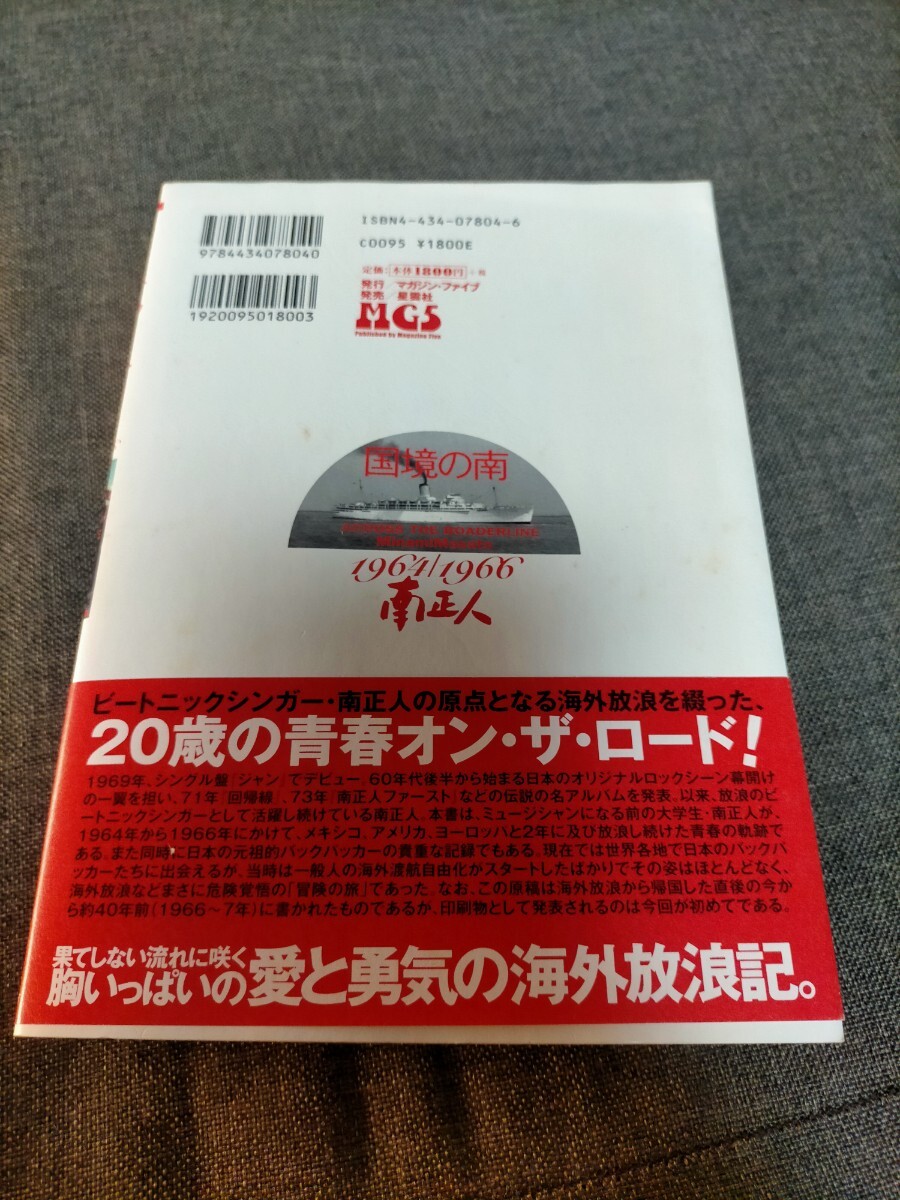 ISBN4-434-07804-6
C0095 ¥1800E
9784434078040
定価：本体1800円+税
発行／マガジン・ファイブ
発売／星雲社
1920095018003
MG5
Published by Magazine Five
国境の南
BOADERLINE
1964/1966
南正人
ビートニックシンガー・南正人の原点となる海外放浪を綴った、
20歳の青春オン・ザ・ロード！
1969年、シングル盤『ジャン』でデビュー。60年代後半から始まる日本のオリジナルロックシーン幕開け
の一翼を担い、71年『回帰線』、73年『南正人ファースト』などの伝説の名アルバムを発表。以来、放浪のビ
ートニックシンガーとして活躍し続けている南正人。本書は、ミュージシャンになる前の大学生・南正人が、
1964年から1966年にかけて、メキシコ、アメリカ、ヨーロッパと2年に及び放浪し続けた青春の軌跡で
ある。また同時に日本の元祖的バックパッカーの貴重な記録でもある。現在では世界各地で日本のバックパ
ッカーたちに出会えるが、当時は一般人の海外渡航自由化がスタートしたばかりでその姿はほとんどなく、
海外放浪などまさに危険覚悟の「冒険の旅」であった。なお、この原稿は海外放浪から帰国した直後の今か
ら約40年前（1966〜7年）に書かれたものであるが、印刷物として発表されるのは今回が初めてである。
果てしない流れに咲く
胸いっぱいの愛と勇気の海外放浪記。